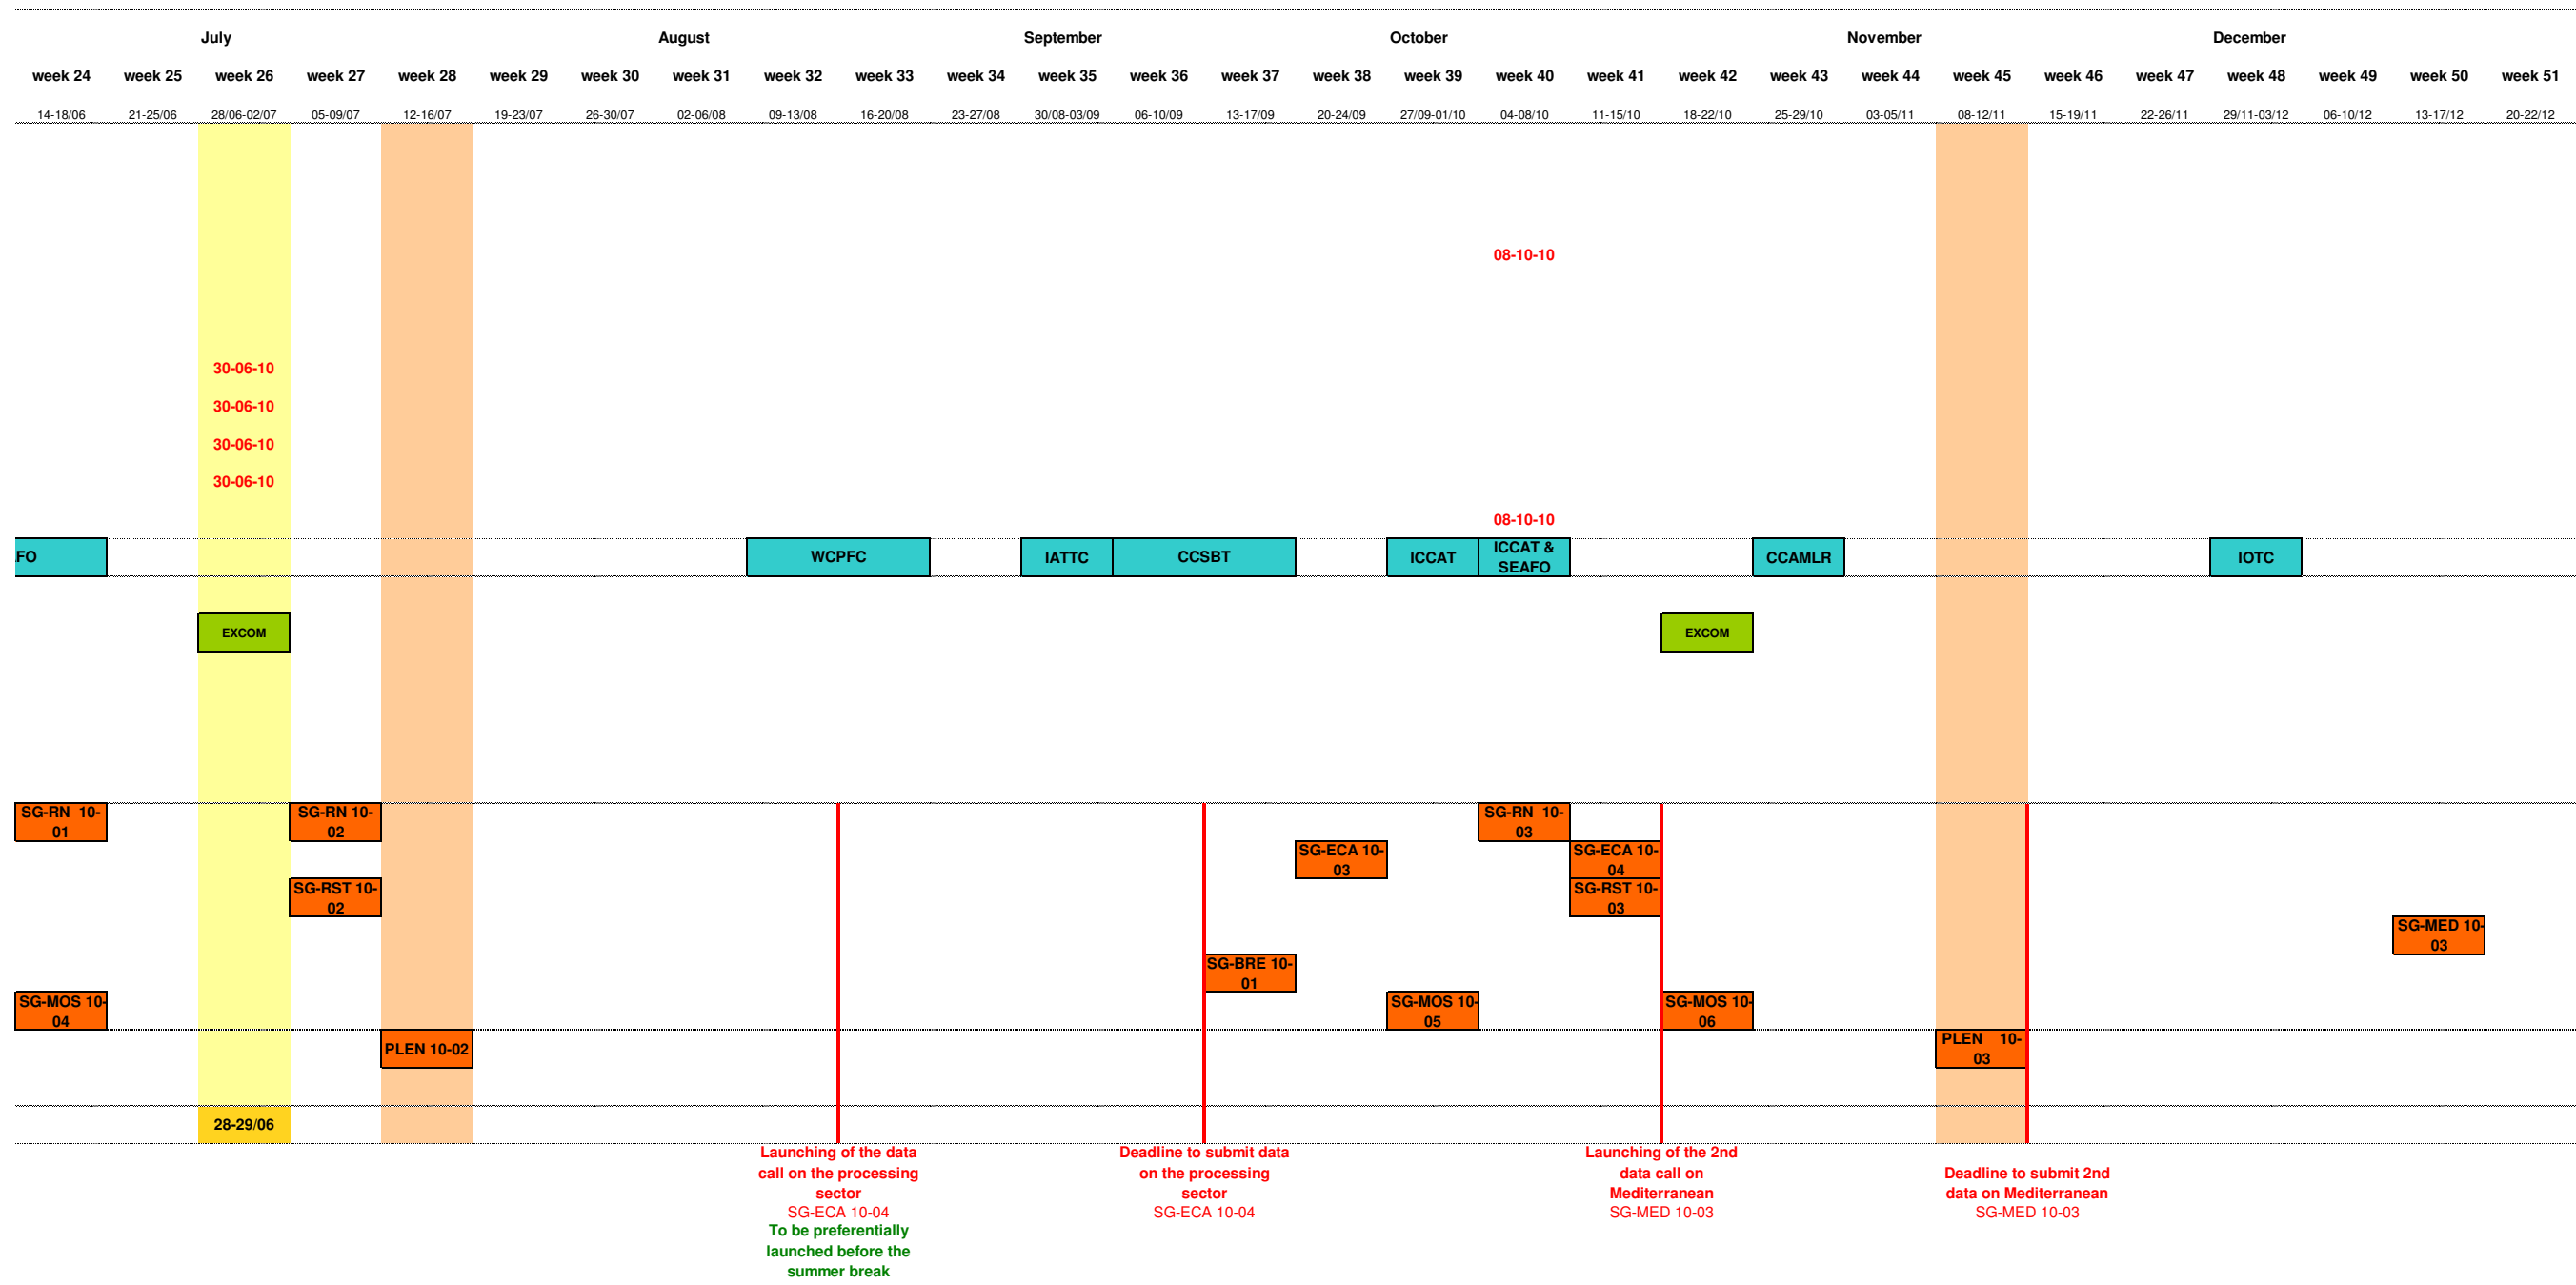 July August September October November December
week 24 week 25 week 26 week 27 week 28 week 29 week 30 week 31 week 32 week 33 week 34 week 35 week 36 week 37 week 38 week 39 week 40 week 41 week 42 week 43 week 44 week 45 week 46 week 47 week 48 week 49 week 50 week 51
14-18/06 21-25/06 28/06-02/07 05-09/07 12-16/07 19-23/07 26-30/07 02-06/08 09-13/08 16-20/08 23-27/08 30/08-03/09 06-10/09 13-17/09 20-24/09 27/09-01/10 04-08/10 11-15/10 18-22/10 25-29/10 03-05/11 08-12/11 15-19/11 22-26/11 29/11-03/12 06-10/12 13-17/12 20-22/12
08-10-10
30-06-10
30-06-10
30-06-10
30-06-10
08-10-10
FO WCPFC IATTC CCSBT ICCAT
ICCAT &
SEAFO
CCAMLR IOTC
EXCOM EXCOM
SG-RN 10-
01
SG-RN 10-
02
SG-RN 10-
03
SG-ECA 10-
03
SG-ECA 10-
04
SG-RST 10-
02
SG-RST 10-
03
SG-MED 10-
03
SG-BRE 10-
01
SG-MOS 10-
04
SG-MOS 10-
05
SG-MOS 10-
06
PLEN 10-02
PLEN 10-
03
28-29/06
Launching of the data
call on the processing
sector
SG-ECA 10-04
To be preferentially
launched before the
summer break
Deadline to submit data
on the processing
sector
SG-ECA 10-04
Launching of the 2nd
data call on
Mediterranean
SG-MED 10-03
Deadline to submit 2nd
data on Mediterranean
SG-MED 10-03